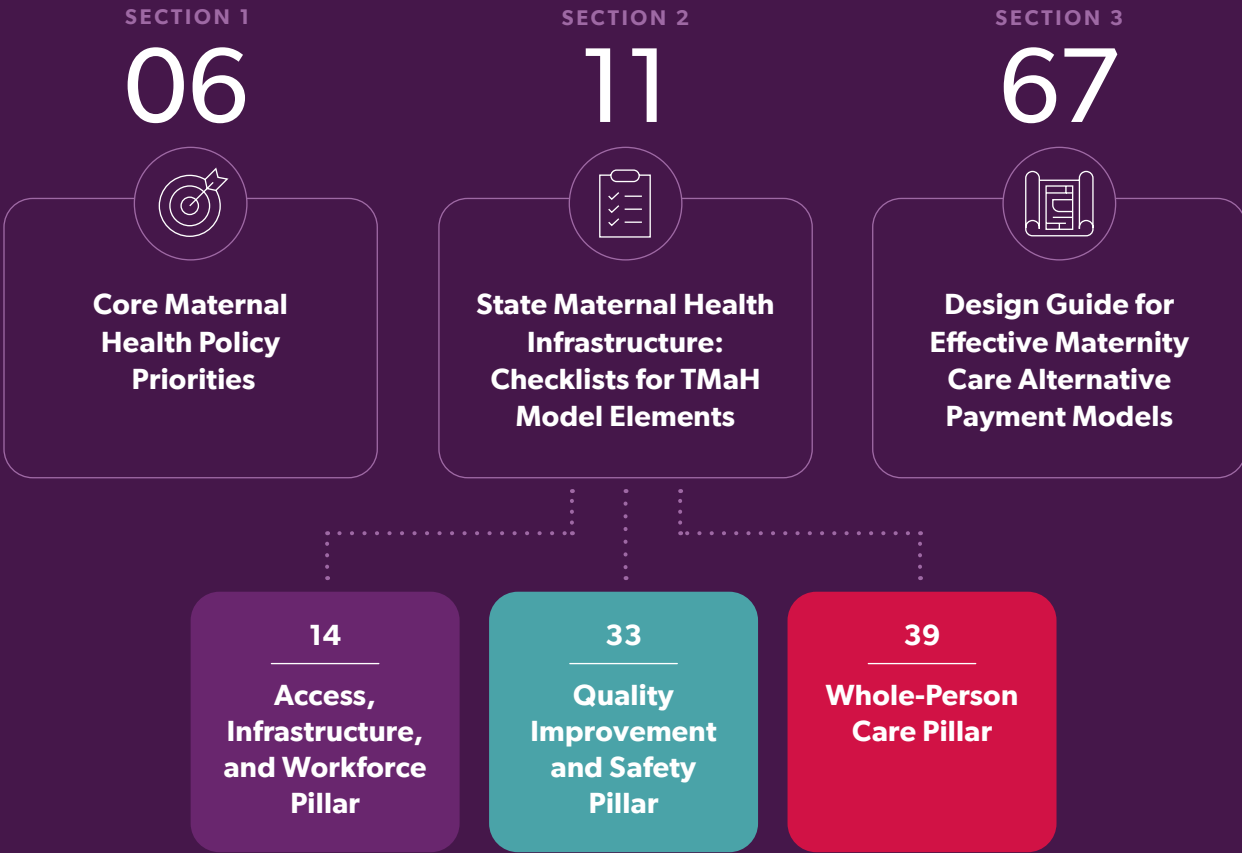 SECTION 1
06
Core Maternal
Health Policy
Priorities
SECTION 2
11
State Maternal Health
Infrastructure:
Checklists for TMaH
Model Elements
SECTION 3
67
Design Guide for
Effective Maternity
Care Alternative
Payment Models
14
Access,
Infrastructure,
and Workforce
Pillar
33
Quality
Improvement
and Safety
Pillar
39
Whole-Person
Care Pillar